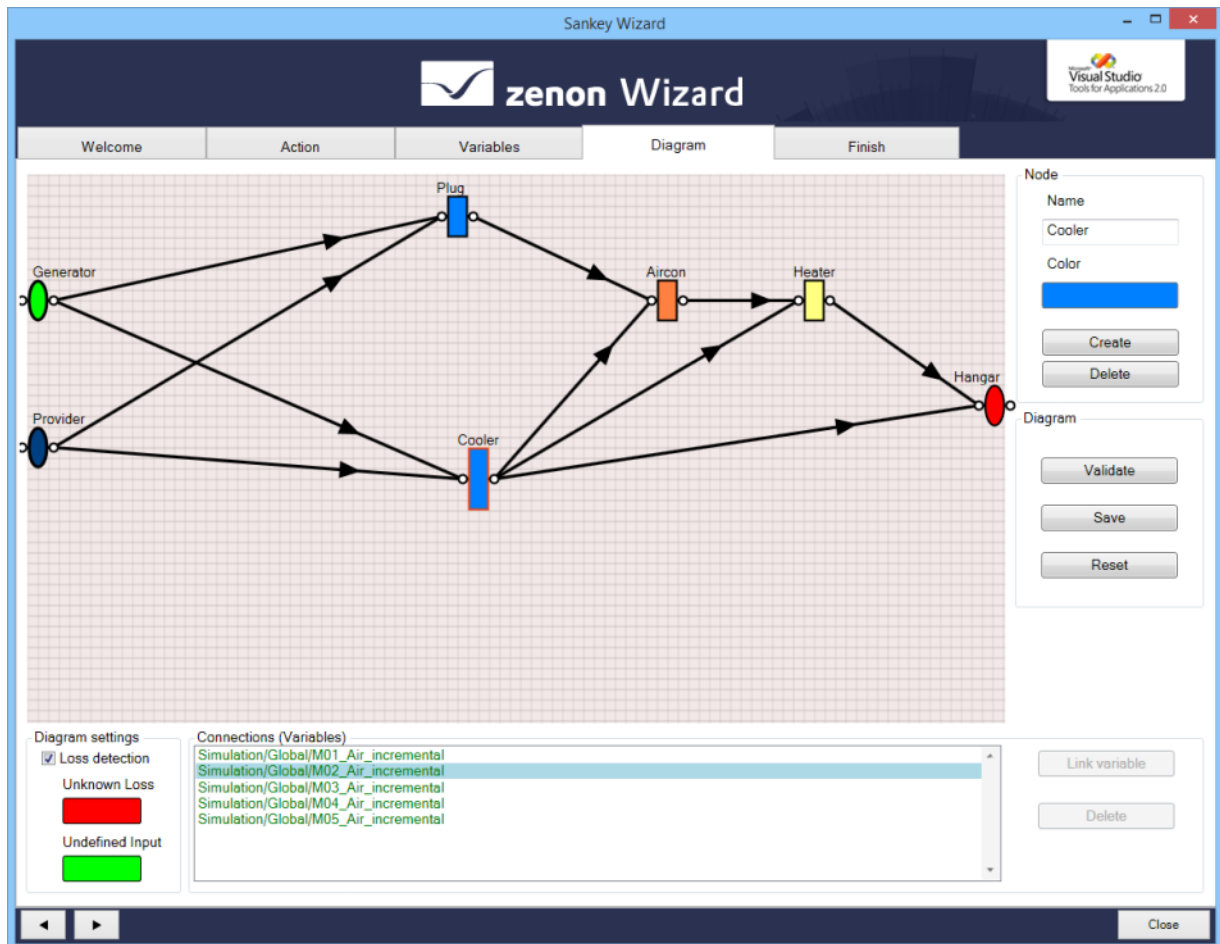 Sankey Wizard
zenon Wizard
Microsoft
Visual Studio
Tools for Applications 2.0
Welcome
Action
Variables
Diagram
Finish
Plug
Generator
Aircon
Heater
Hangar
Provider
Cooler
Node
Name
Cooler
Color
Create
Delete
Diagram
Validate
Save
Reset
Diagram settings
Loss detection
Unknown Loss
Undefined Input
Connections (Variables)
Simulation/Global/M01_Air_incremental
Simulation/Global/M02_Air_incremental
Simulation/Global/M03_Air_incremental
Simulation/Global/M04_Air_incremental
Simulation/Global/M05_Air_incremental
Link variable
Delete
Close